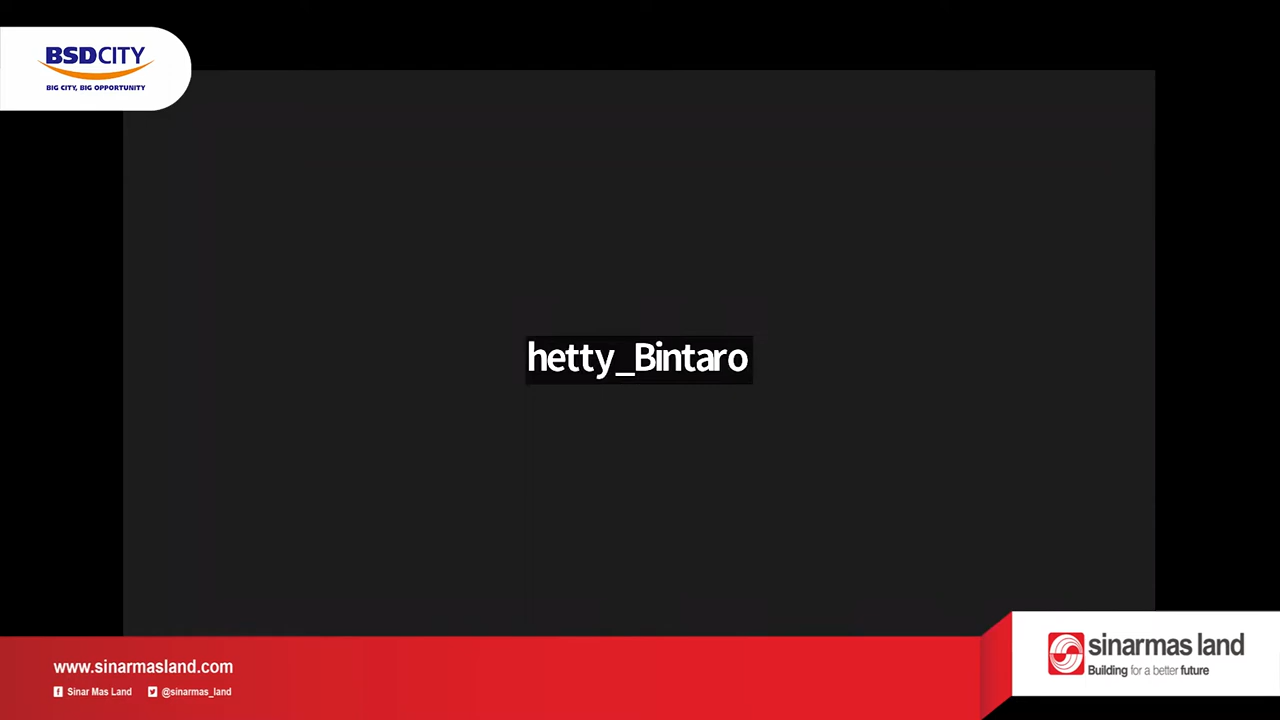 BSDCITY
BIG CITY, BIG OPPORTUNITY
hetty_Bintaro
www.sinarmasland.com
Sinar Mas Land @sinarmas_land
sinarmas land
Building for a better future